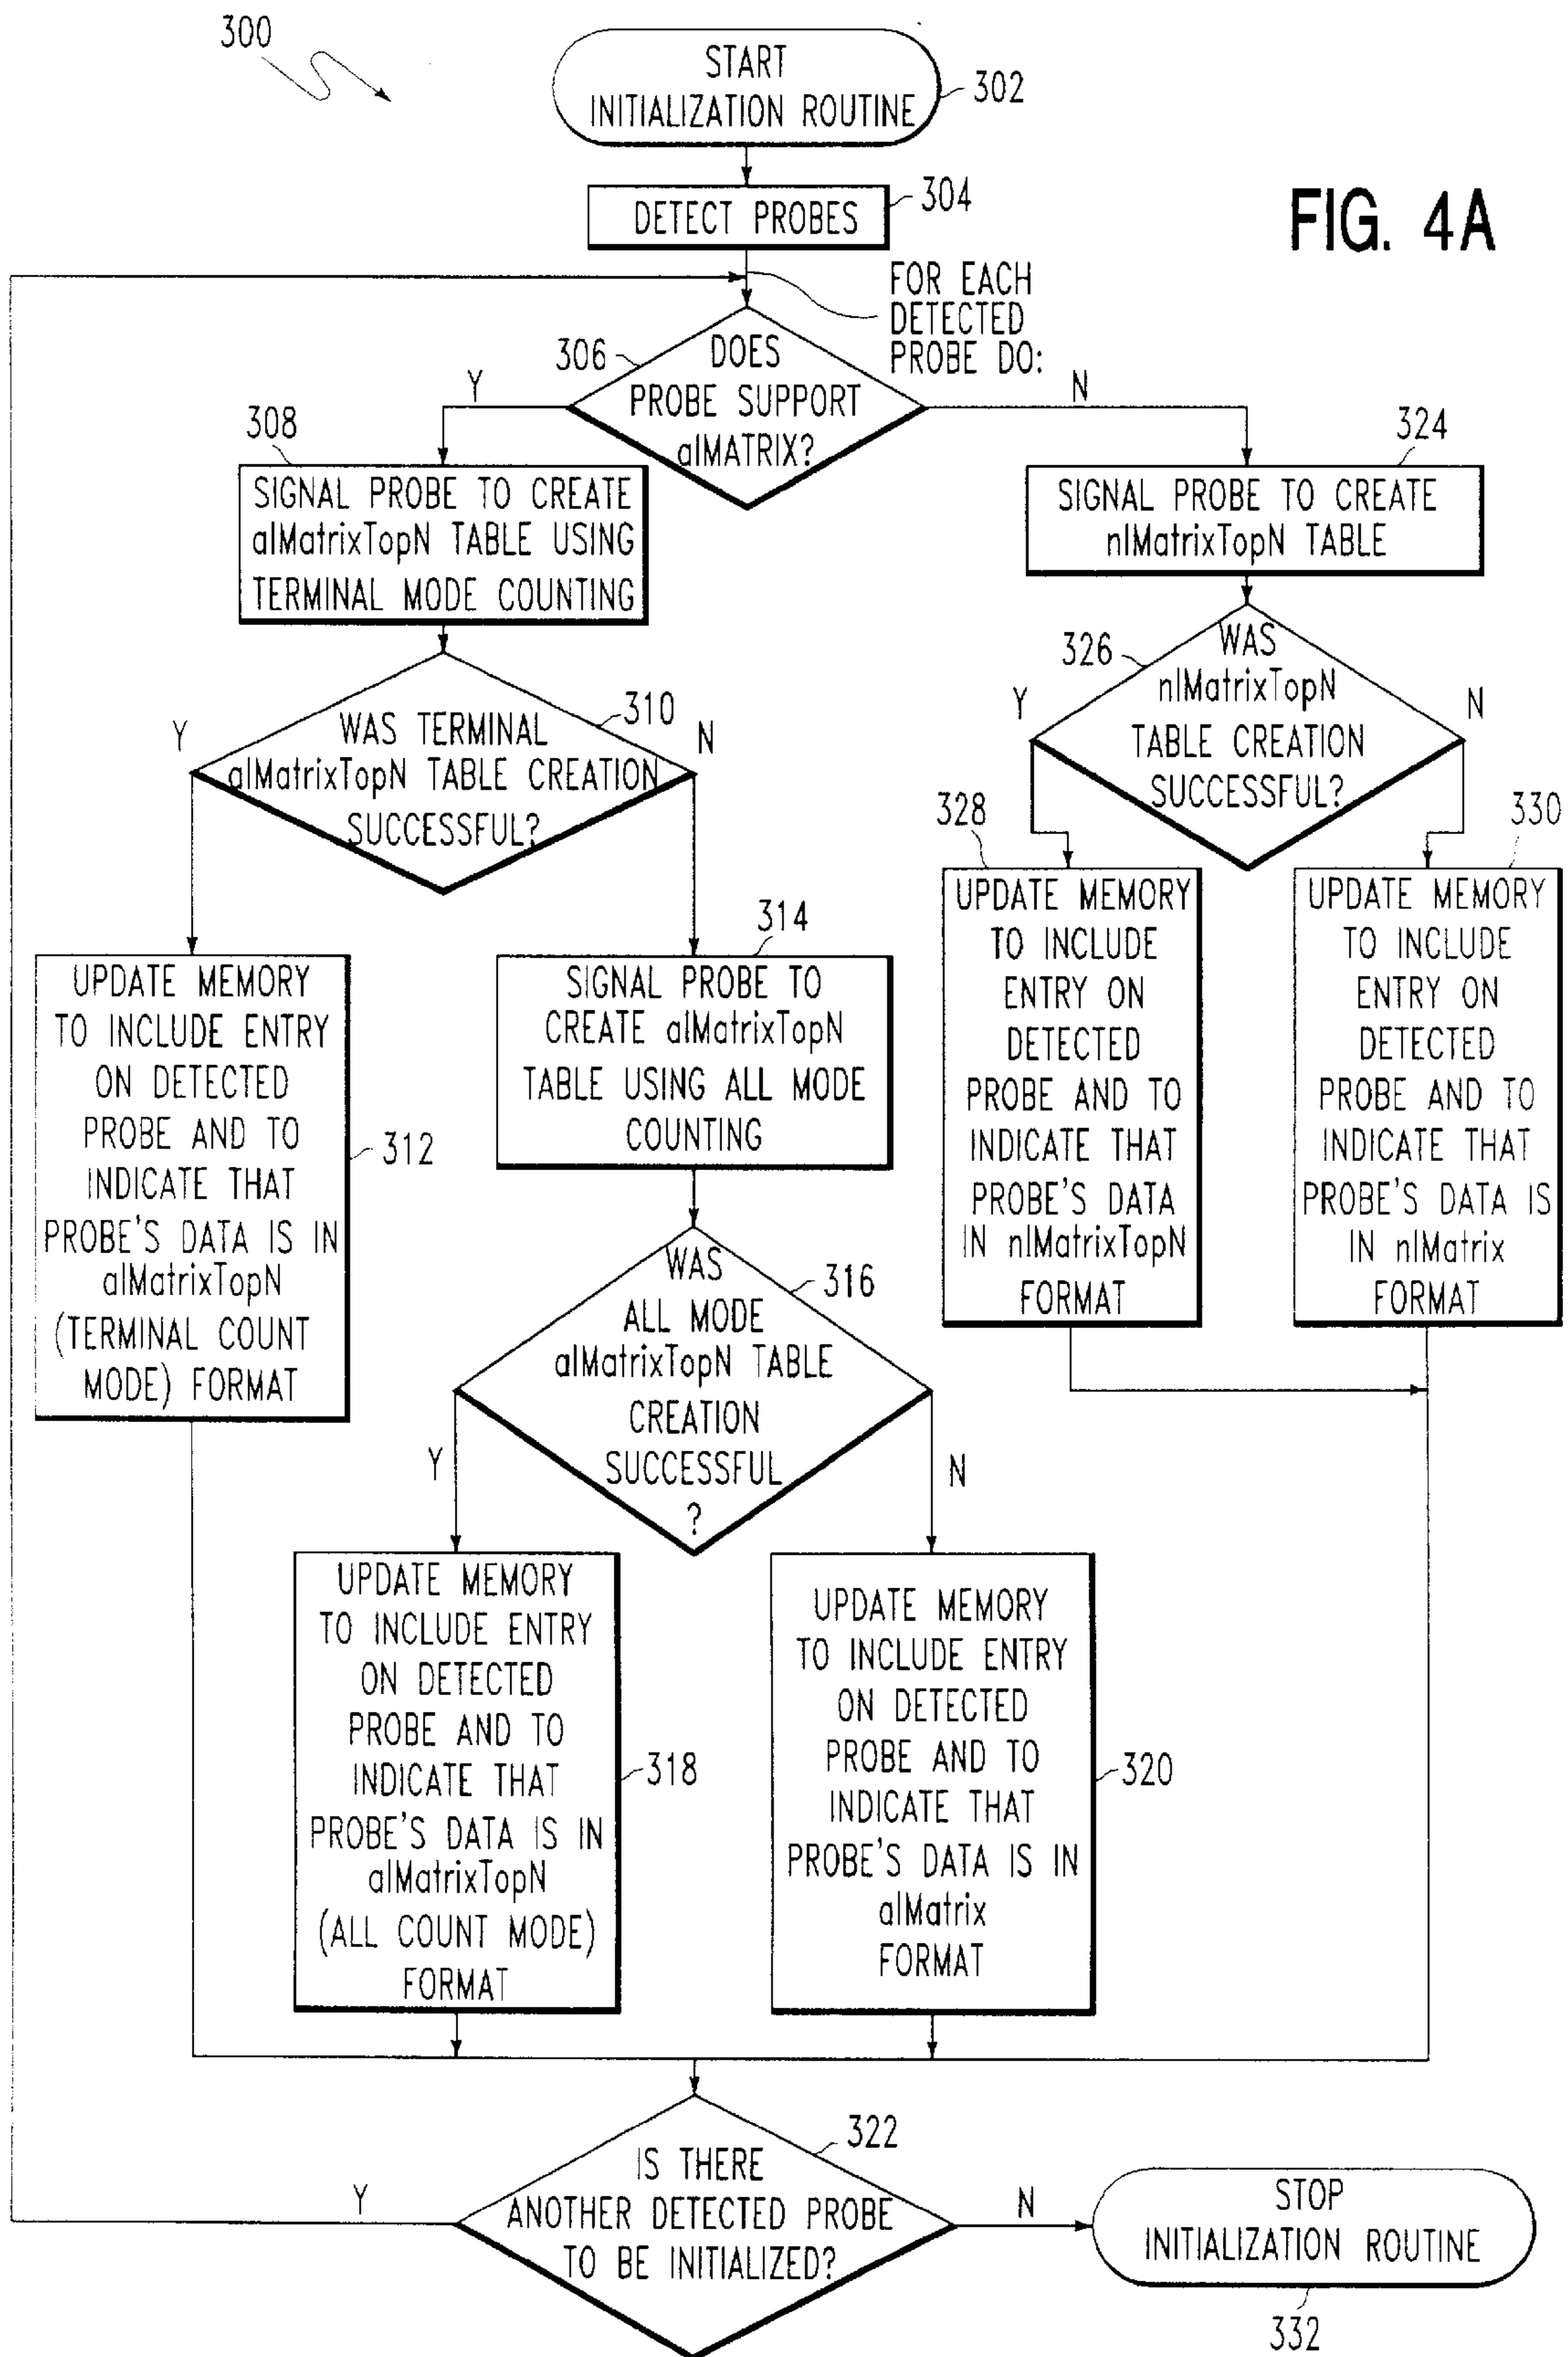 300
START
INITIALIZATION ROUTINE
302
DETECT PROBES
304
FIG. 4A
FOR EACH
DETECTED
PROBE DO:
306
DOES
PROBE SUPPORT
alMATRIX?
Y
N
308
SIGNAL PROBE TO CREATE
alMatrixTopN TABLE USING
TERMINAL MODE COUNTING
324
SIGNAL PROBE TO CREATE
nlMatrixTopN TABLE
310
WAS TERMINAL
alMatrixTopN TABLE CREATION
SUCCESSFUL?
Y
N
326
WAS
nlMatrixTopN
TABLE CREATION
SUCCESSFUL?
Y
N
312
UPDATE MEMORY
TO INCLUDE ENTRY
ON DETECTED
PROBE AND TO
INDICATE THAT
PROBE'S DATA IS IN
alMatrixTopN
(TERMINAL COUNT
MODE) FORMAT
314
SIGNAL PROBE TO
CREATE alMatrixTopN
TABLE USING ALL MODE
COUNTING
328
UPDATE MEMORY
TO INCLUDE
ENTRY ON
DETECTED
PROBE AND TO
INDICATE THAT
PROBE'S DATA
IN nlMatrixTopN
FORMAT
330
UPDATE MEMORY
TO INCLUDE
ENTRY ON
DETECTED
PROBE AND TO
INDICATE THAT
PROBE'S DATA IS
IN nlMatrix
FORMAT
316
WAS
ALL MODE
alMatrixTopN TABLE
CREATION
SUCCESSFUL
?
Y
N
318
UPDATE MEMORY
TO INCLUDE ENTRY
ON DETECTED
PROBE AND TO
INDICATE THAT
PROBE'S DATA IS IN
alMatrixTopN
(ALL COUNT MODE)
FORMAT
320
UPDATE MEMORY
TO INCLUDE ENTRY
ON DETECTED
PROBE AND TO
INDICATE THAT
PROBE'S DATA IS IN
alMatrix
FORMAT
322
IS THERE
ANOTHER DETECTED PROBE
TO BE INITIALIZED?
Y
N
STOP
INITIALIZATION ROUTINE
332